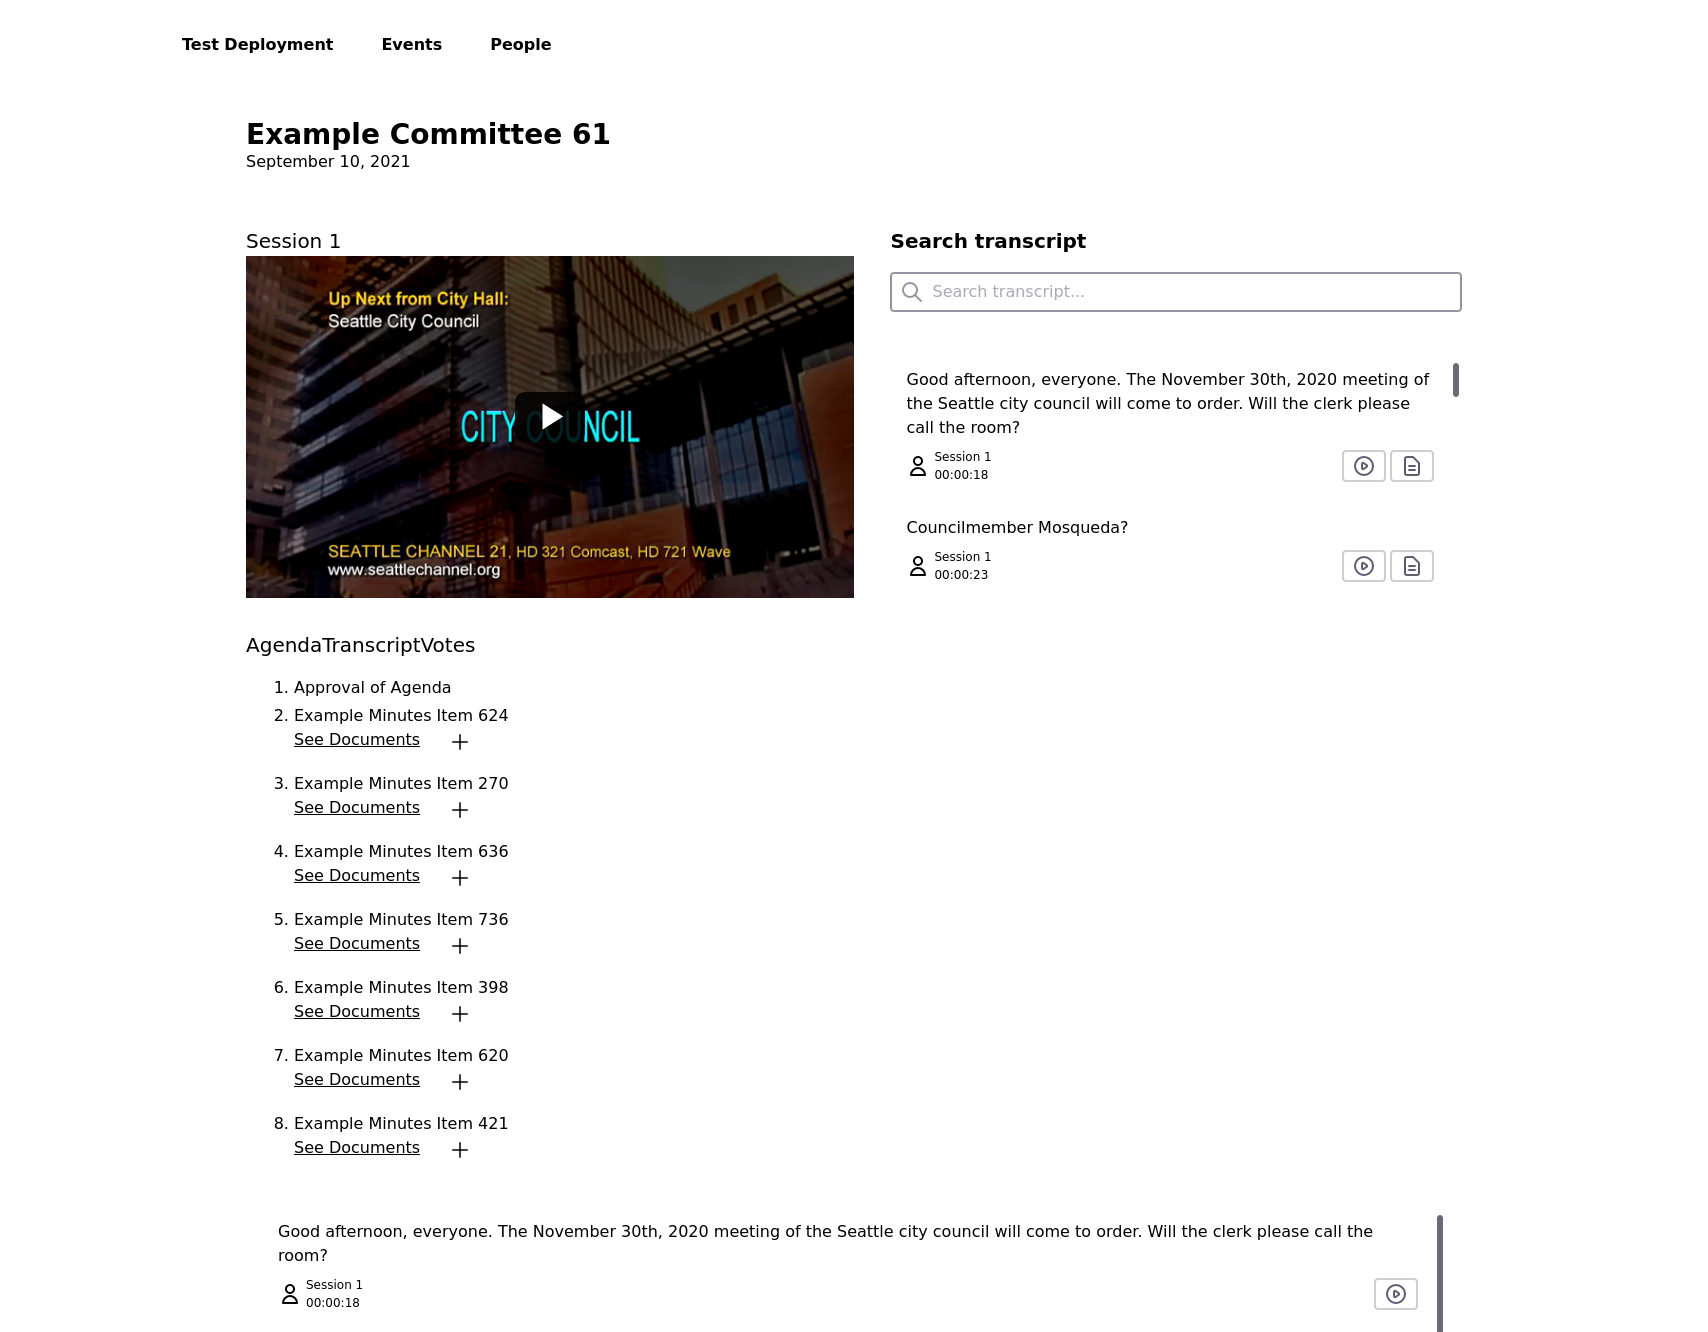 Test Deployment Events People
Example Committee 61
September 10, 2021
Session 1
Up Next from City Hall:
Seattle City Council
CITY COUNCIL
SEATTLE CHANNEL 21, HD 321 Comcast, HD 721 Wave
www.seattlechannel.org
Search transcript
Search transcript...
Good afternoon, everyone. The November 30th, 2020 meeting of
the Seattle city council will come to order. Will the clerk please
call the room?
Session 1
00:00:18
Councilmember Mosqueda?
Session 1
00:00:23
AgendaTranscriptVotes
1. Approval of Agenda
2. Example Minutes Item 624
See Documents
3. Example Minutes Item 270
See Documents
4. Example Minutes Item 636
See Documents
5. Example Minutes Item 736
See Documents
6. Example Minutes Item 398
See Documents
7. Example Minutes Item 620
See Documents
8. Example Minutes Item 421
See Documents
Good afternoon, everyone. The November 30th, 2020 meeting of the Seattle city council will come to order. Will the clerk please call the
room?
Session 1
00:00:18